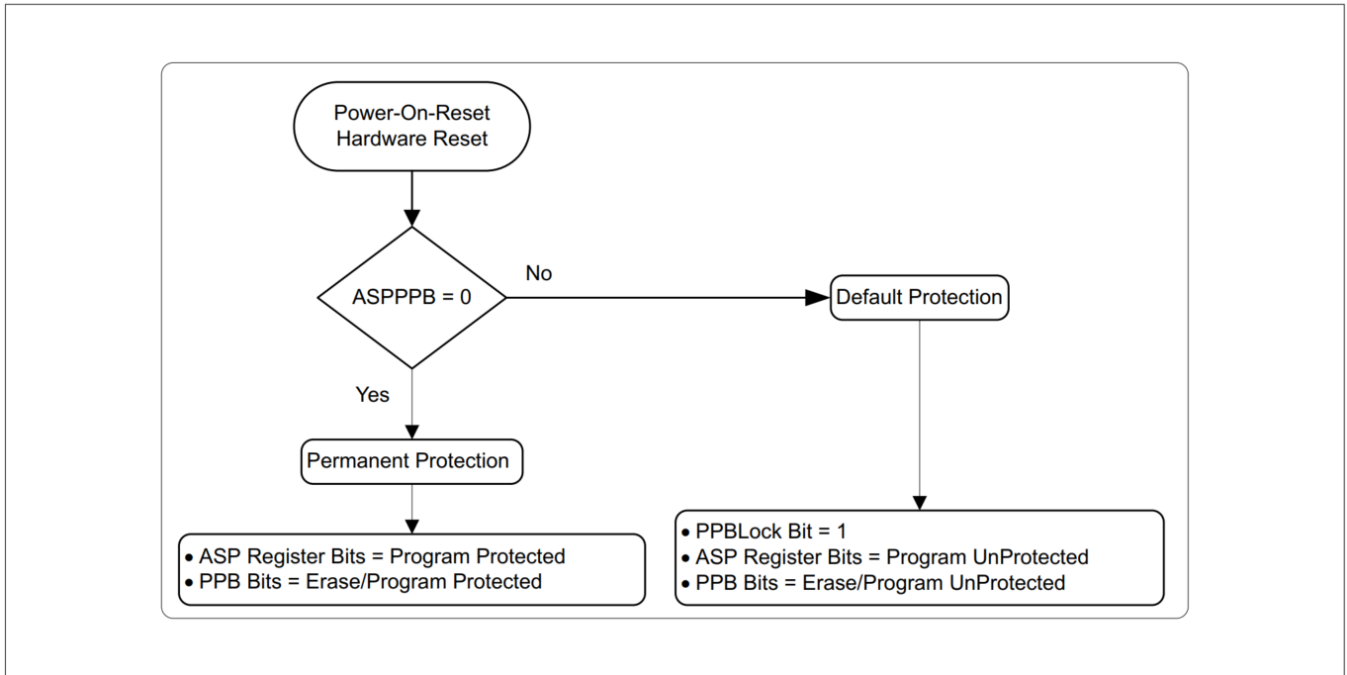 Power-On-Reset
Hardware Reset
ASPPPB = 0
No
Default Protection
Yes
Permanent Protection
• ASP Register Bits = Program Protected
• PPB Bits = Erase/Program Protected
• PPBLock Bit = 1
• ASP Register Bits = Program UnProtected
• PPB Bits = Erase/Program UnProtected